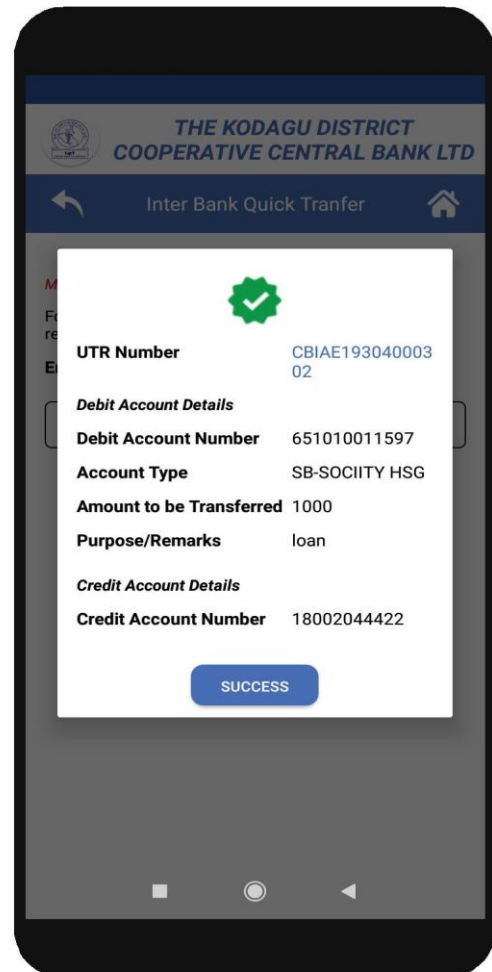 THE KODAGU DISTRICT
COOPERATIVE CENTRAL BANK LTD
Inter Bank Quick Tranfer
UTR Number CBIAE193040003
02
Debit Account Details
Debit Account Number 651010011597
Account Type SB-SOCIITY HSG
Amount to be Transferred 1000
Purpose/Remarks loan
Credit Account Details
Credit Account Number 18002044422
SUCCESS